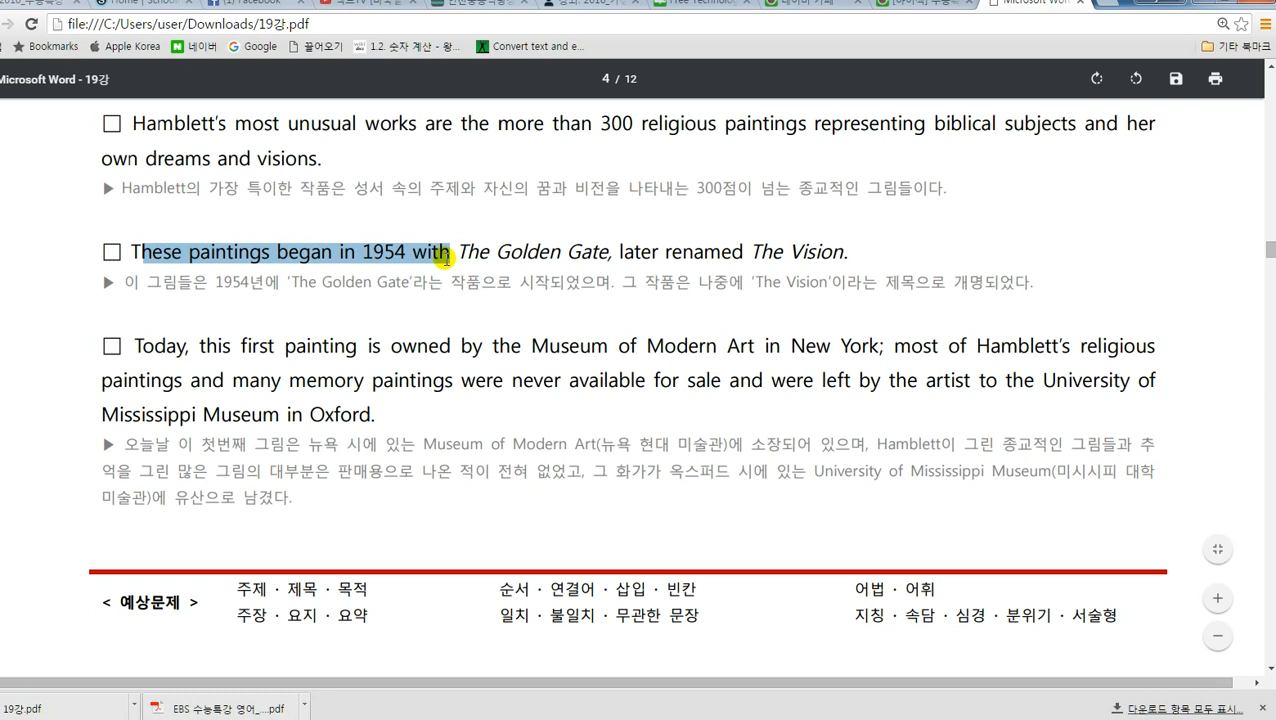 file:///C:/Users/user/Downloads/19강.pdf
Bookmarks Apple Korea 네이버 Google 끌어오기 1.2. 숫자 계산 - 왕... Convert text and e... 기타 북마크
Microsoft Word - 19강 4 / 12
□ Hamblett's most unusual works are the more than 300 religious paintings representing biblical subjects and her
own dreams and visions.
▶ Hamblett의 가장 특이한 작품은 성서 속의 주제와 자신의 꿈과 비전을 나타내는 300점이 넘는 종교적인 그림들이다.
□ These paintings began in 1954 with The Golden Gate, later renamed The Vision.
▶ 이 그림들은 1954년에 'The Golden Gate'라는 작품으로 시작되었으며. 그 작품은 나중에 'The Vision'이라는 제목으로 개명되었다.
□ Today, this first painting is owned by the Museum of Modern Art in New York; most of Hamblett's religious
paintings and many memory paintings were never available for sale and were left by the artist to the University of
Mississippi Museum in Oxford.
▶ 오늘날 이 첫번째 그림은 뉴욕 시에 있는 Museum of Modern Art(뉴욕 현대 미술관)에 소장되어 있으며, Hamblett이 그린 종교적인 그림들과 추
억을 그린 많은 그림의 대부분은 판매용으로 나온 적이 전혀 없었고, 그 화가가 옥스퍼드 시에 있는 University of Mississippi Museum(미시시피 대학
미술관)에 유산으로 남겼다.
< 예상문제 > 주제 · 제목 · 목적 순서 · 연결어 · 삽입 · 빈칸 어법 · 어휘
주장 · 요지 · 요약 일치 · 불일치 · 무관한 문장 지칭 · 속담 · 심경 · 분위기 · 서술형
19강.pdf EBS 수능특강 영어_....pdf 다운로드 항목 모두 표시...